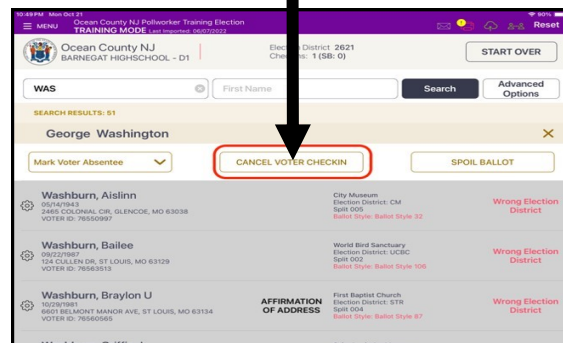 10:49 PM Mon Oct 21
90%
MENU
Ocean County NJ Pollworker Training Election
TRAINING MODE Last Imported: 06/07/2022
Reset
Ocean County NJ
BARNEGAT HIGHSCHOOL - D1
District 2621
1 (SB: 0)
START OVER
WAS
First Name
Search
Advanced
Options
SEARCH RESULTS: 51
George Washington
Mark Voter Absentee
CANCEL VOTER CHECKIN
SPOIL BALLOT
Washburn, Aislinn
05/14/1943
2465 COLONIAL CIR, GLENCOE, MO 63038
VOTER ID: 76550997
City Museum
Election District: CM
Split 005
Ballot Style: Ballot Style 32
Wrong Election
District
Washburn, Bailee
09/22/1987
124 CULLEN DR, ST LOUIS, MO 63129
VOTER ID: 76563513
World Bird Sanctuary
Election District: UCBC
Split 002
Ballot Style: Ballot Style 106
Wrong Election
District
Washburn, Braylon U
10/29/1981
6601 BELMONT MANOR AVE, ST LOUIS, MO 63134
VOTER ID: 76560565
AFFIRMATION
OF ADDRESS
First Baptist Church
Election District: STR
Split 004
Ballot Style: Ballot Style 87
Wrong Election
District